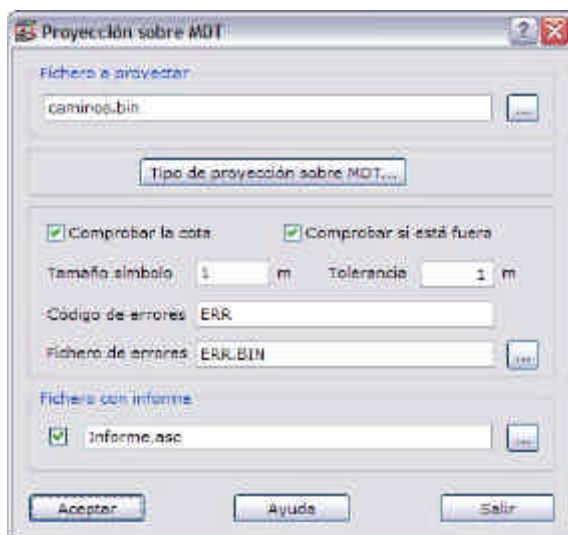 Proyección sobre MDT
Fichero a proyectar
caminos.bin
...
Tipo de proyección sobre MDT...
Comprobar la cota
Comprobar si está fuera
Tamaño símbolo 1 m Tolerancia 1 m
Código de errores ERR
Fichero de errores ERR.BIN ...
Fichero con informe
Informe.asc ...
Aceptar Ayuda Salir